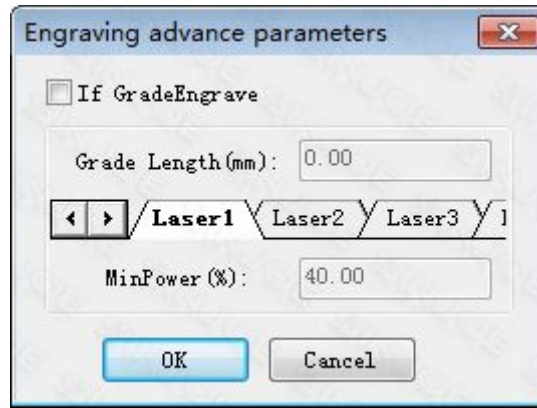 Engraving advance parameters
If GradeEngrave
Grade Length(mm): 0.00
Laser1 Laser2 Laser3
MinPower(%): 40.00
OK Cancel